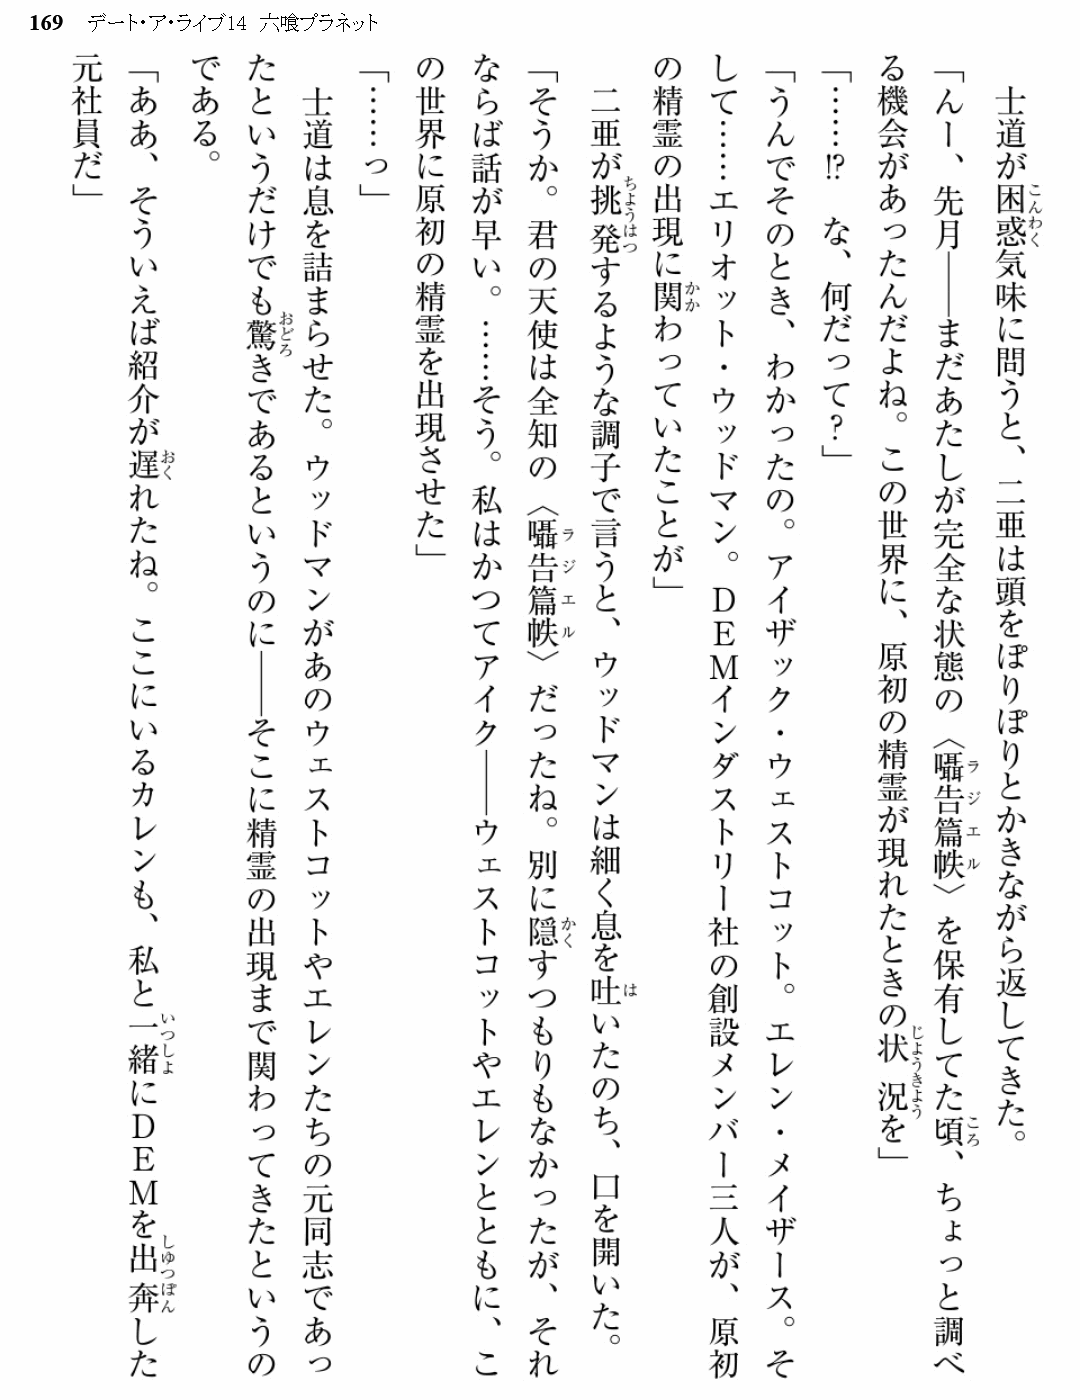 169 デート・ア・ライブ14 六喰プラネット
　士道が困惑気味に問うと、二亜は頭をぽりぽりとかきながら返してきた。
「んー、先月――まだあたしが完全な状態の〈囁告篇帙〉を保有してた頃、ちょっと調べ
る機会があったんだよね。この世界に、原初の精霊が現れたときの状況を」
「……!?　な、何だって？」
「うんでそのとき、わかったの。アイザック・ウェストコット。エレン・メイザース。そ
して……エリオット・ウッドマン。ＤＥＭインダストリー社の創設メンバー三人が、原初
の精霊の出現に関わっていたことが」
　二亜が挑発するような調子で言うと、ウッドマンは細く息を吐いたのち、口を開いた。
「そうか。君の天使は全知の〈囁告篇帙〉だったね。別に隠すつもりもなかったが、それ
ならば話が早い。……そう。私はかつてアイク――ウェストコットやエレンとともに、こ
の世界に原初の精霊を出現させた」
「……っ」
　士道は息を詰まらせた。ウッドマンがあのウェストコットやエレンたちの元同志であっ
たというだけでも驚きであるというのに――そこに精霊の出現まで関わってきたというの
である。
「ああ、そういえば紹介が遅れたね。ここにいるカレンも、私と一緒にＤＥＭを出奔した
元社員だ」